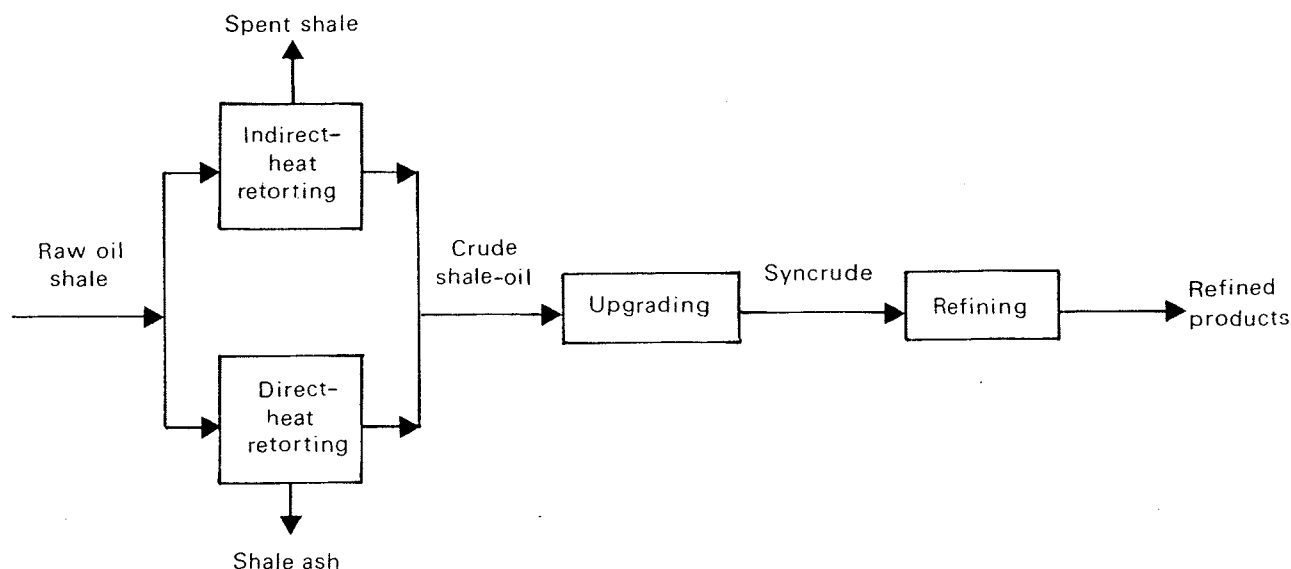 Spent shale
Indirect-
heat
retorting
Raw oil
shale
Crude
shale-oil
Upgrading
Syncrude
Refining
Refined
products
Direct-
heat
retorting
Shale ash